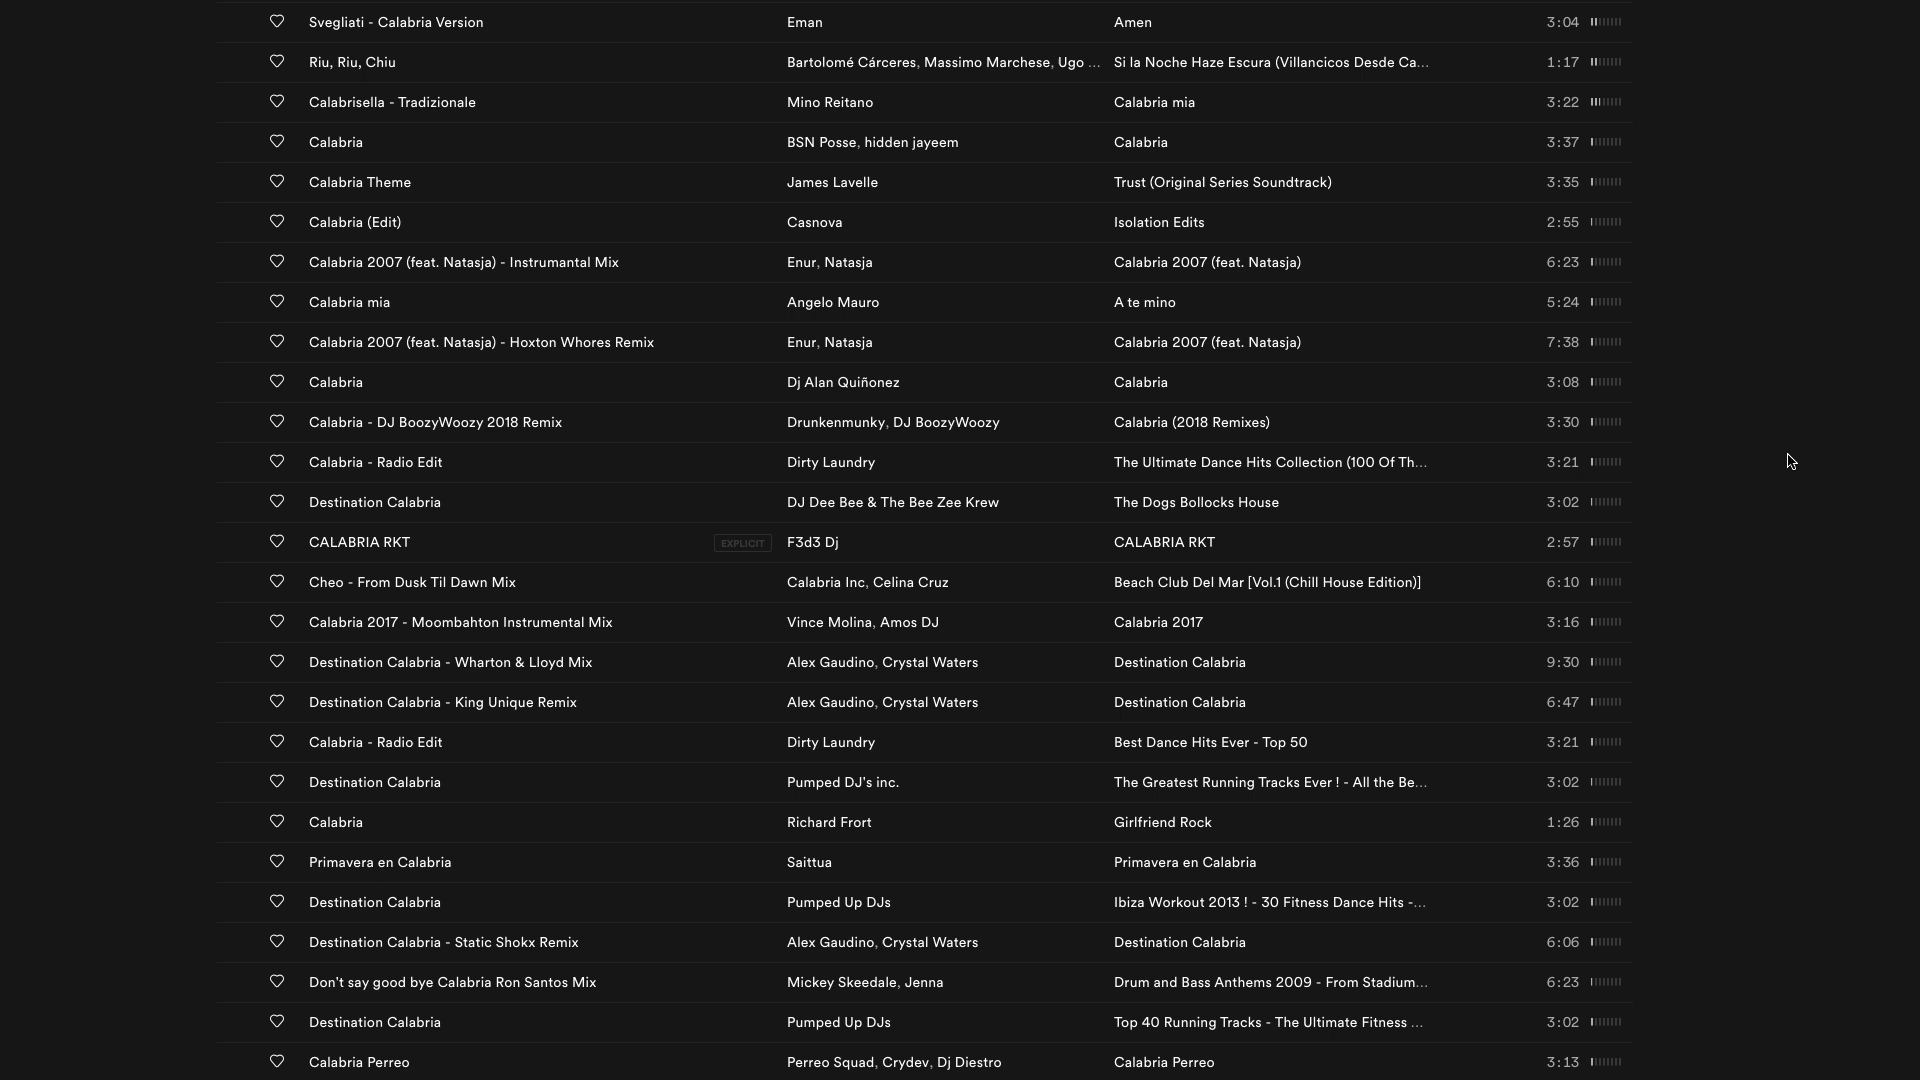 Svegliati - Calabria Version Eman Amen 3:04
Riu, Riu, Chiu Bartolomé Cárceres, Massimo Marchese, Ugo ... Si la Noche Haze Escura (Villancicos Desde Ca... 1:17
Calabrisella - Tradizionale Mino Reitano Calabria mia 3:22
Calabria BSN Posse, hidden jayeem Calabria 3:37
Calabria Theme James Lavelle Trust (Original Series Soundtrack) 3:35
Calabria (Edit) Casnova Isolation Edits 2:55
Calabria 2007 (feat. Natasja) - Instrumantal Mix Enur, Natasja Calabria 2007 (feat. Natasja) 6:23
Calabria mia Angelo Mauro A te mino 5:24
Calabria 2007 (feat. Natasja) - Hoxton Whores Remix Enur, Natasja Calabria 2007 (feat. Natasja) 7:38
Calabria Dj Alan Quiñonez Calabria 3:08
Calabria - DJ BoozyWoozy 2018 Remix Drunkenmunky, DJ BoozyWoozy Calabria (2018 Remixes) 3:30
Calabria - Radio Edit Dirty Laundry The Ultimate Dance Hits Collection (100 Of Th... 3:21
Destination Calabria DJ Dee Bee & The Bee Zee Krew The Dogs Bollocks House 3:02
CALABRIA RKT EXPLICIT F3d3 Dj CALABRIA RKT 2:57
Cheo - From Dusk Til Dawn Mix Calabria Inc, Celina Cruz Beach Club Del Mar [Vol.1 (Chill House Edition)] 6:10
Calabria 2017 - Moombahton Instrumental Mix Vince Molina, Amos DJ Calabria 2017 3:16
Destination Calabria - Wharton & Lloyd Mix Alex Gaudino, Crystal Waters Destination Calabria 9:30
Destination Calabria - King Unique Remix Alex Gaudino, Crystal Waters Destination Calabria 6:47
Calabria - Radio Edit Dirty Laundry Best Dance Hits Ever - Top 50 3:21
Destination Calabria Pumped DJ's inc. The Greatest Running Tracks Ever ! - All the Be... 3:02
Calabria Richard Frort Girlfriend Rock 1:26
Primavera en Calabria Saittua Primavera en Calabria 3:36
Destination Calabria Pumped Up DJs Ibiza Workout 2013 ! - 30 Fitness Dance Hits -... 3:02
Destination Calabria - Static Shokx Remix Alex Gaudino, Crystal Waters Destination Calabria 6:06
Don't say good bye Calabria Ron Santos Mix Mickey Skeedale, Jenna Drum and Bass Anthems 2009 - From Stadium... 6:23
Destination Calabria Pumped Up DJs Top 40 Running Tracks - The Ultimate Fitness ... 3:02
Calabria Perreo Perreo Squad, Crydev, Dj Diestro Calabria Perreo 3:13